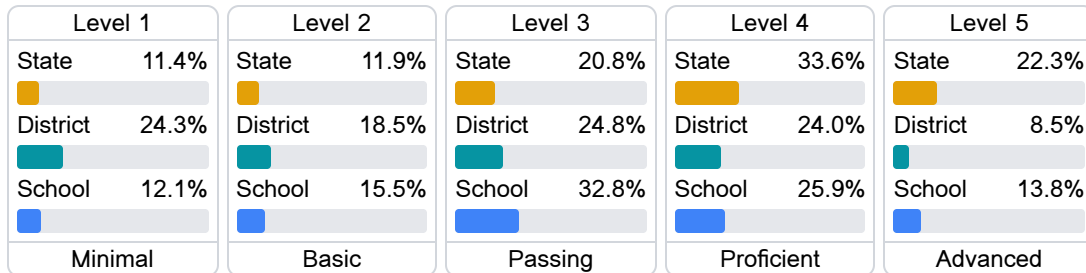 Level 1
State 11.4%
District 24.3%
School 12.1%
Minimal
Level 2
State 11.9%
District 18.5%
School 15.5%
Basic
Level 3
State 20.8%
District 24.8%
School 32.8%
Passing
Level 4
State 33.6%
District 24.0%
School 25.9%
Proficient
Level 5
State 22.3%
District 8.5%
School 13.8%
Advanced